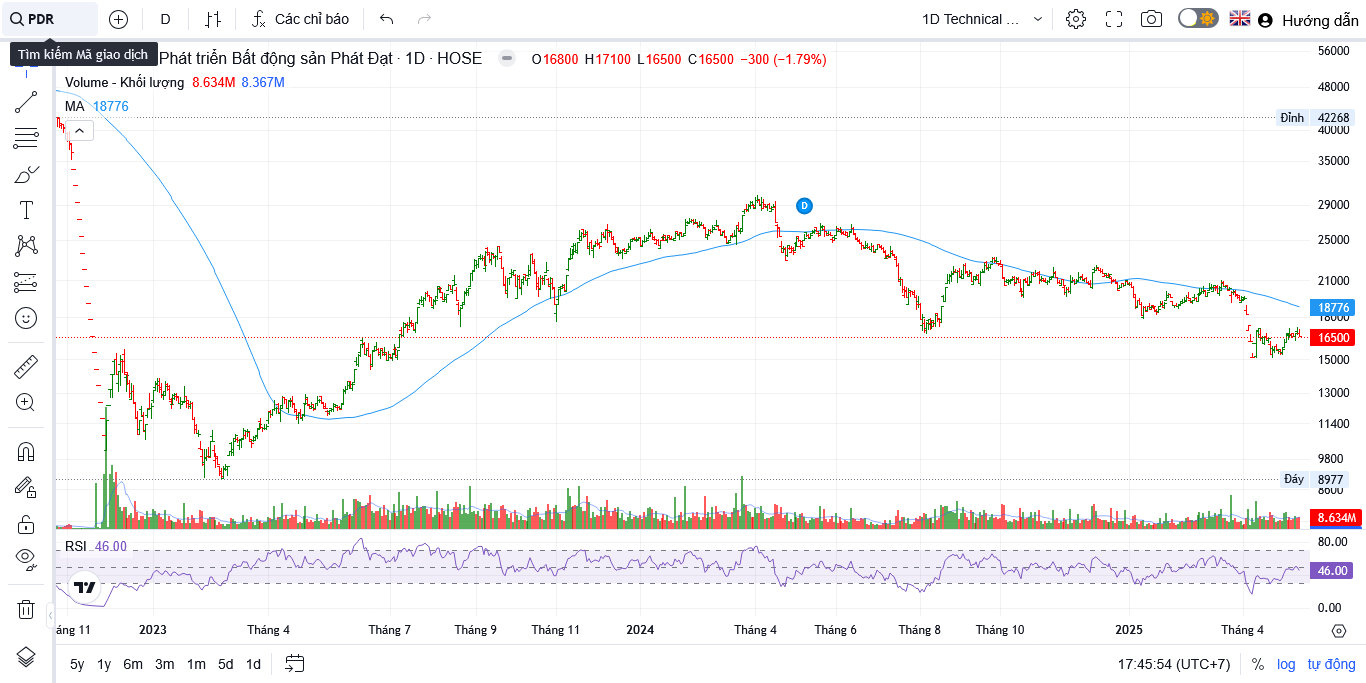 PDR
D
Các chỉ báo
1D Technical ...
Hướng dẫn
Tìm kiếm Mã giao dịch
Phát triển Bất động sản Phát Đạt · 1D · HOSE
O16800 H17100 L16500 C16500 −300 (−1.79%)
Volume - Khối lượng 8.634M 8.367M
MA 18776
56000
48000
Đỉnh 42268
40000
35000
29000
D
25000
21000
18776
18000
16500
15000
13000
11400
9800
Đáy 8977
8000
8.634M
RSI 46.00
80.00
46.00
0.00
áng 11 2023 Tháng 4 Tháng 7 Tháng 9 Tháng 11 2024 Tháng 4 Tháng 6 Tháng 8 Tháng 10 2025 Tháng 4
5y 1y 6m 3m 1m 5d 1d
17:45:54 (UTC+7) % log tự động